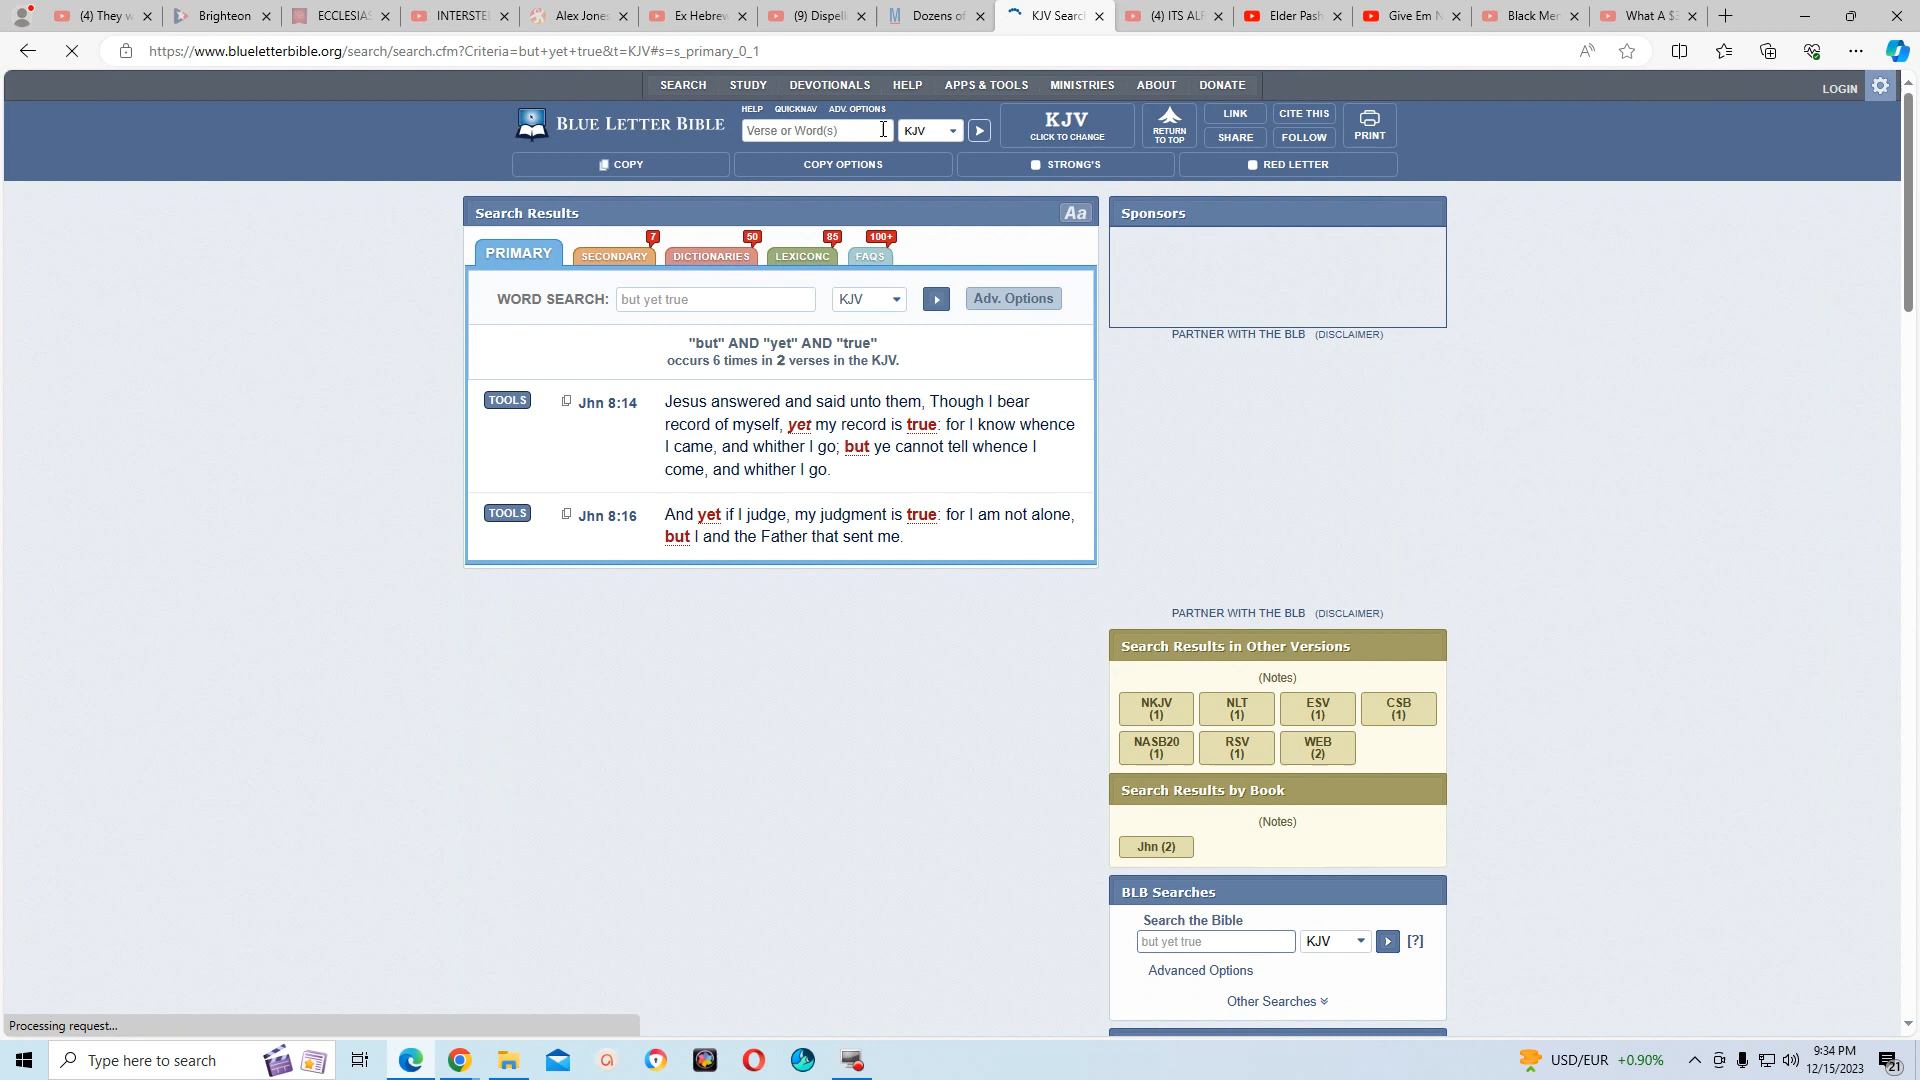 (4) They w
Brighteon
ECCLESIAS
INTERSTEL
Alex Jones
Ex Hebrew
(9) Dispell
Dozens of
KJV Searc
(4) ITS ALF
Elder Pash
Give Em N
Black Men
What A $3
https://www.blueletterbible.org/search/search.cfm?Criteria=but+yet+true&t=KJV#s=s_primary_0_1
SEARCH STUDY DEVOTIONALS HELP APPS & TOOLS MINISTRIES ABOUT DONATE
LOGIN
HELP QUICKNAV ADV. OPTIONS
BLUE LETTER BIBLE
Verse or Word(s)
KJV
KJV
CLICK TO CHANGE
RETURN
TO TOP
LINK
CITE THIS
SHARE
FOLLOW
PRINT
COPY
COPY OPTIONS
STRONG'S
RED LETTER
Search Results
Aa
PRIMARY
7
SECONDARY
50
DICTIONARIES
85
LEXICONC
100+
FAQS
WORD SEARCH: but yet true KJV Adv. Options
"but" AND "yet" AND "true"
occurs 6 times in 2 verses in the KJV.
TOOLS
Jhn 8:14
Jesus answered and said unto them, Though I bear
record of myself, yet my record is true: for I know whence
I came, and whither I go; but ye cannot tell whence I
come, and whither I go.
TOOLS
Jhn 8:16
And yet if I judge, my judgment is true: for I am not alone,
but I and the Father that sent me.
Sponsors
PARTNER WITH THE BLB (DISCLAIMER)
PARTNER WITH THE BLB (DISCLAIMER)
Search Results in Other Versions
(Notes)
NKJV
(1)
NLT
(1)
ESV
(1)
CSB
(1)
NASB20
(1)
RSV
(1)
WEB
(2)
Search Results by Book
(Notes)
Jhn (2)
BLB Searches
Search the Bible
but yet true KJV [?]
Advanced Options
Other Searches
Processing request...
Type here to search
USD/EUR +0.90%
9:34 PM
12/15/2023
21